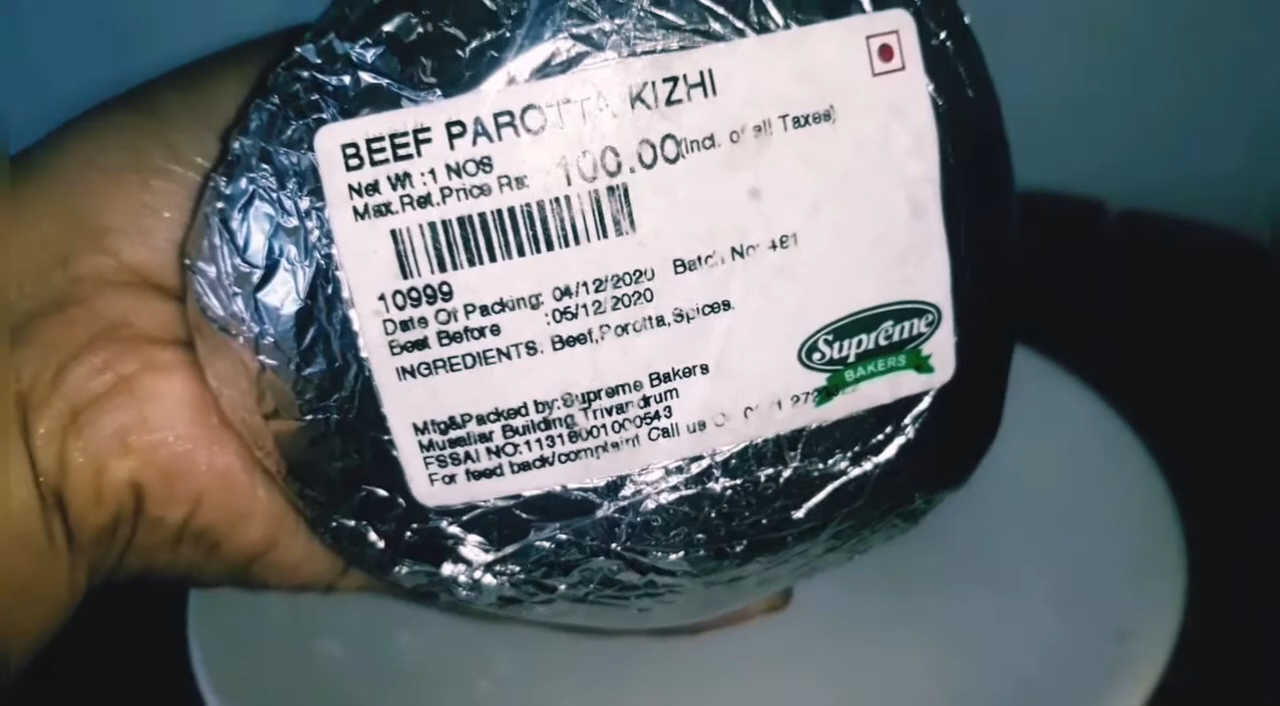 BEEF PAROTTA KIZHI
Net Wt :1 NOS
Max.Ret.Price Rs: 100.00(Incl. of all Taxes)
10999
Date Of Packing: 04/12/2020 Batch No:
Best Before :05/12/2020
INGREDIENTS. Beef,Porotta,Spices.
Supreme
BAKERS
Mfg&Packed by:Supreme Bakers
Musaliar Building Trivandrum
FSSAI NO:11316001000543
For feed back/complaint Call us